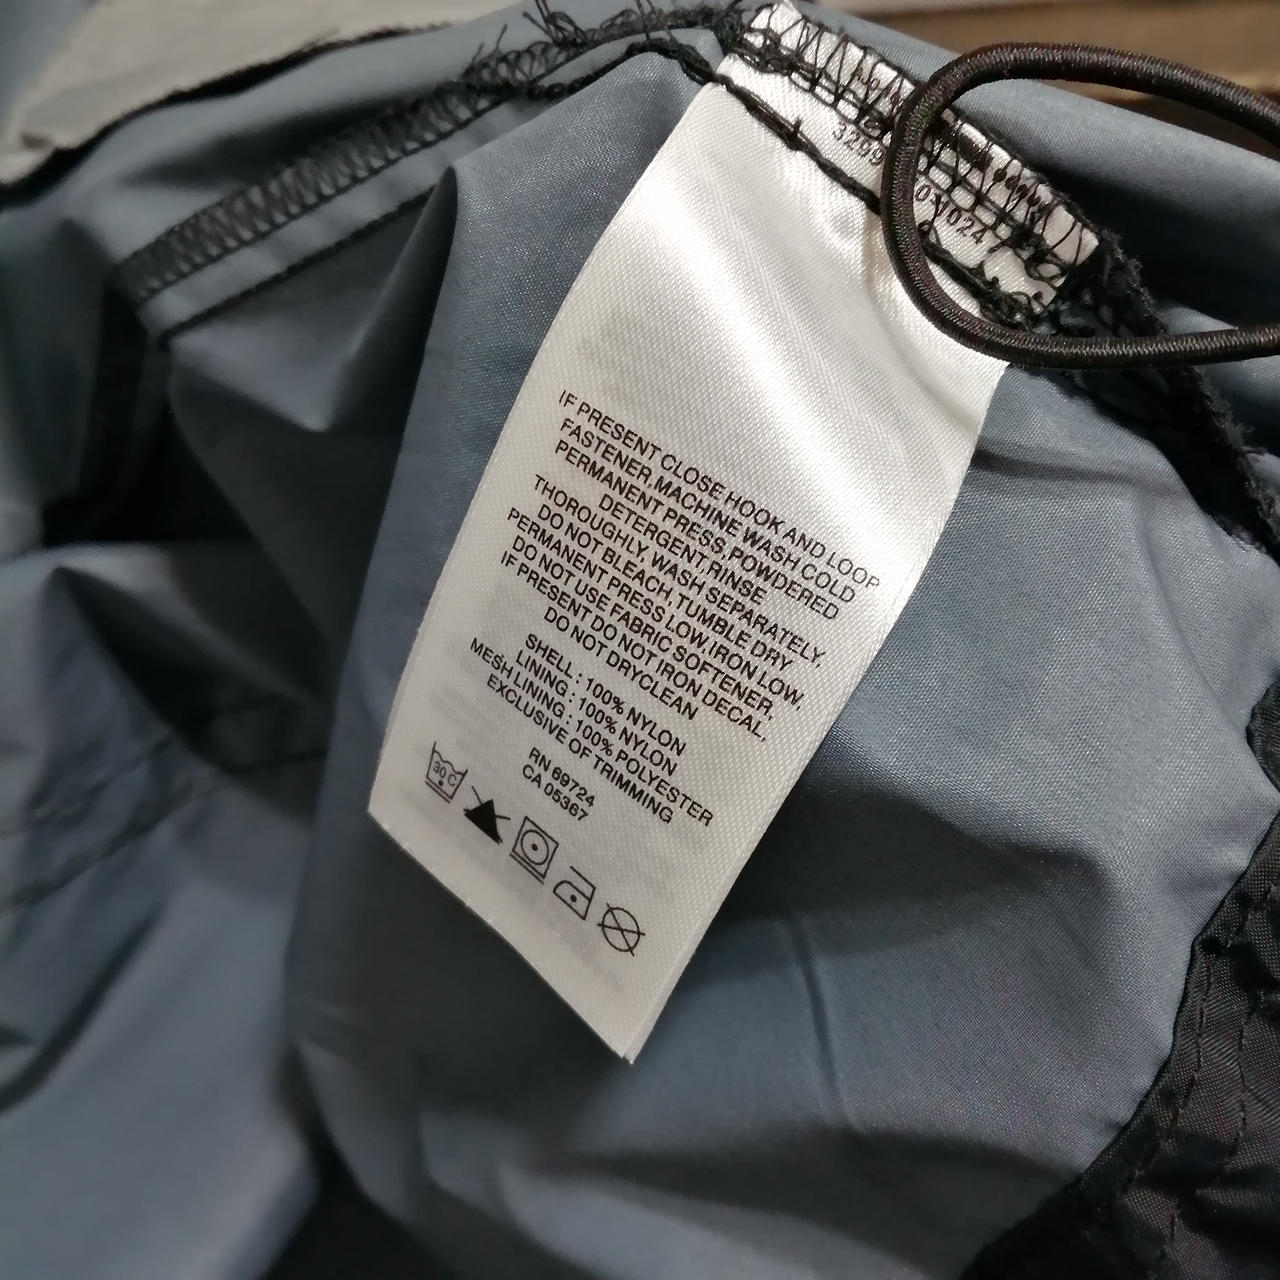 IF PRESENT CLOSE HOOK AND LOOP
FASTENER, MACHINE WASH COLD
PERMANENT PRESS, POWDERED
DETERGENT, RINSE
THOROUGHLY, WASH SEPARATELY,
DO NOT BLEACH, TUMBLE DRY
PERMANENT PRESS LOW, IRON LOW,
DO NOT USE FABRIC SOFTENER,
IF PRESENT DO NOT IRON DECAL,
DO NOT DRYCLEAN
SHELL : 100% NYLON
LINING : 100% NYLON
MESH LINING : 100% POLYESTER
EXCLUSIVE OF TRIMMING
RN 69724
CA 05367
30 C